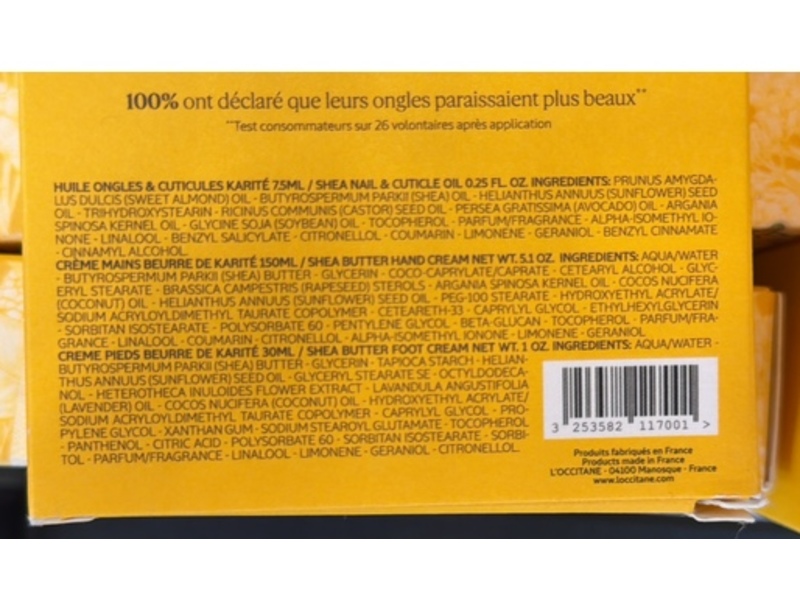 100% ont déclaré que leurs ongles paraissaient plus beaux**
**Test consommateurs sur 26 volontaires après application
HUILE ONGLES & CUTICULES KARITÉ 7.5ML / SHEA NAIL & CUTICLE OIL 0.25 FL. OZ. INGREDIENTS: PRUNUS AMYGDA-
LUS DULCIS (SWEET ALMOND) OIL - BUTYROSPERMUM PARKII (SHEA) OIL - HELIANTHUS ANNUUS (SUNFLOWER) SEED
OIL - TRIHYDROXYSTEARIN - RICINUS COMMUNIS (CASTOR) SEED OIL - PERSEA GRATISSIMA (AVOCADO) OIL - ARGANIA
SPINOSA KERNEL OIL - GLYCINE SOJA (SOYBEAN) OIL - TOCOPHEROL - PARFUM/FRAGRANCE - ALPHA-ISOMETHYL IO-
NONE - LINALOOL - BENZYL SALICYLATE - CITRONELLOL - COUMARIN - LIMONENE - GERANIOL - BENZYL CINNAMATE
- CINNAMYL ALCOHOL.
CRÈME MAINS BEURRE DE KARITÉ 150ML / SHEA BUTTER HAND CREAM NET WT. 5.1 OZ. INGREDIENTS: AQUA/WATER
- BUTYROSPERMUM PARKII (SHEA) BUTTER - GLYCERIN - COCO-CAPRYLATE/CAPRATE - CETEARYL ALCOHOL - GLYC-
ERYL STEARATE - BRASSICA CAMPESTRIS (RAPESEED) STEROLS - ARGANIA SPINOSA KERNEL OIL - COCOS NUCIFERA
(COCONUT) OIL - HELIANTHUS ANNUUS (SUNFLOWER) SEED OIL - PEG-100 STEARATE - HYDROXYETHYL ACRYLATE/
SODIUM ACRYLOYLDIMETHYL TAURATE COPOLYMER - CETEARETH-33 - CAPRYLYL GLYCOL - ETHYLHEXYLGLYCERIN
- SORBITAN ISOSTEARATE - POLYSORBATE 60 - PENTYLENE GLYCOL - BETA-GLUCAN - TOCOPHEROL - PARFUM/FRA-
GRANCE - LINALOOL - COUMARIN - CITRONELLOL - ALPHA-ISOMETHYL IONONE - LIMONENE - GERANIOL.
CREME PIEDS BEURRE DE KARITÉ 30ML / SHEA BUTTER FOOT CREAM NET WT. 1 OZ. INGREDIENTS: AQUA/WATER -
BUTYROSPERMUM PARKII (SHEA) BUTTER - GLYCERIN - TAPIOCA STARCH - HELIAN-
THUS ANNUUS (SUNFLOWER) SEED OIL - GLYCERYL STEARATE SE - OCTYLDODECA-
NOL - HETEROTHECA INULOIDES FLOWER EXTRACT - LAVANDULA ANGUSTIFOLIA
(LAVENDER) OIL - COCOS NUCIFERA (COCONUT) OIL - HYDROXYETHYL ACRYLATE/
SODIUM ACRYLOYLDIMETHYL TAURATE COPOLYMER - CAPRYLYL GLYCOL - PRO-
PYLENE GLYCOL - XANTHAN GUM - SODIUM STEAROYL GLUTAMATE - TOCOPHEROL
- PANTHENOL - CITRIC ACID - POLYSORBATE 60 - SORBITAN ISOSTEARATE - SORBI-
TOL - PARFUM/FRAGRANCE - LINALOOL - LIMONENE - GERANIOL - CITRONELLOL.
3 253582 117001 >
Produits fabriqués en France
Products made in France
L'OCCITANE - 04100 Manosque - France
www.loccitane.com